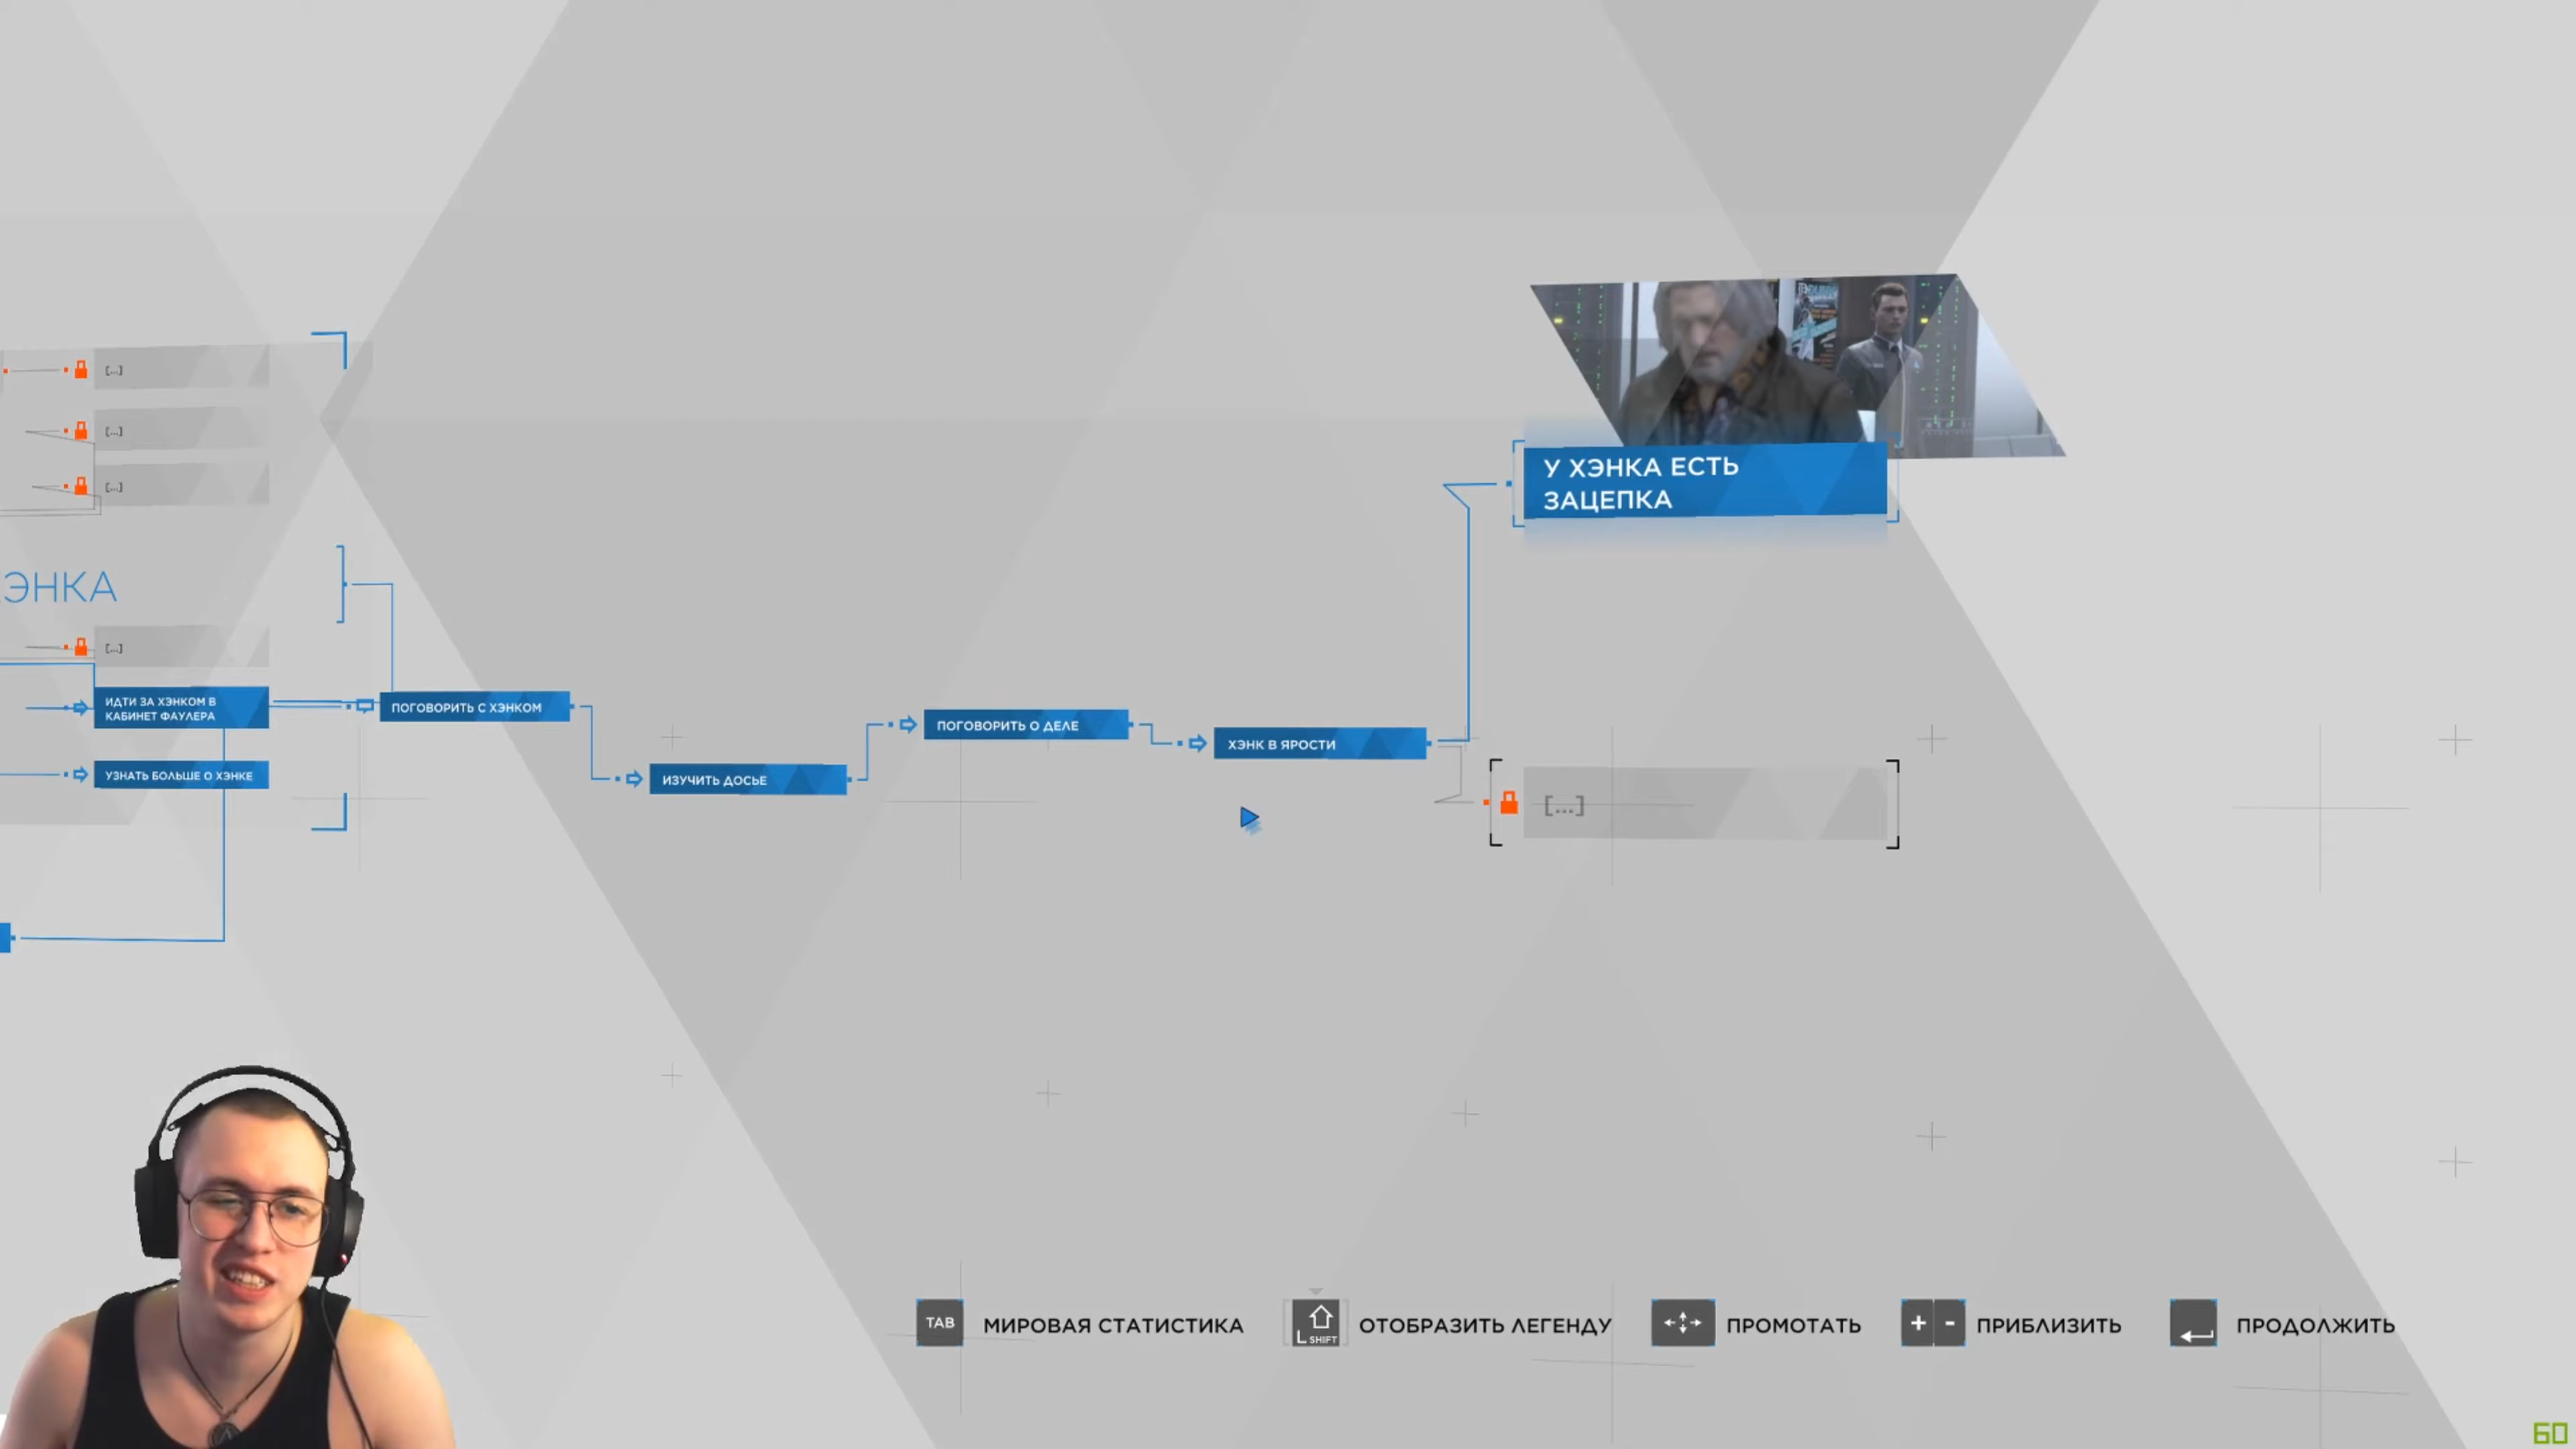 [...]
[...]
[...]
ЭНКА
[...]
ИДТИ ЗА ХЭНКОМ В
КАБИНЕТ ФАУЛЕРА
УЗНАТЬ БОЛЬШЕ О ХЭНКЕ
ПОГОВОРИТЬ С ХЭНКОМ
ИЗУЧИТЬ ДОСЬЕ
ПОГОВОРИТЬ О ДЕЛЕ
ХЭНК В ЯРОСТИ
У ХЭНКА ЕСТЬ
ЗАЦЕПКА
[...]
TAB МИРОВАЯ СТАТИСТИКА
L SHIFT ОТОБРАЗИТЬ ЛЕГЕНДУ
ПРОМОТАТЬ
+ - ПРИБЛИЗИТЬ
ПРОДОЛЖИТЬ
60